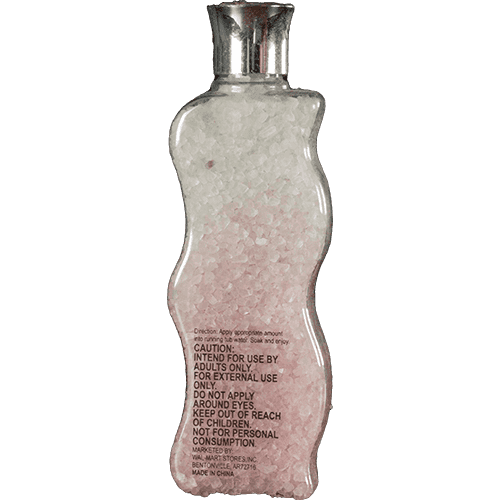 Direction: Apply appropriate amount
into running tub water. Soak and enjoy.
CAUTION:
INTEND FOR USE BY
ADULTS ONLY.
FOR EXTERNAL USE
ONLY.
DO NOT APPLY
AROUND EYES.
KEEP OUT OF REACH
OF CHILDREN.
NOT FOR PERSONAL
CONSUMPTION.
MARKETED BY:
WAL-MART STORES, INC.
BENTONVILLE, AR72716
MADE IN CHINA